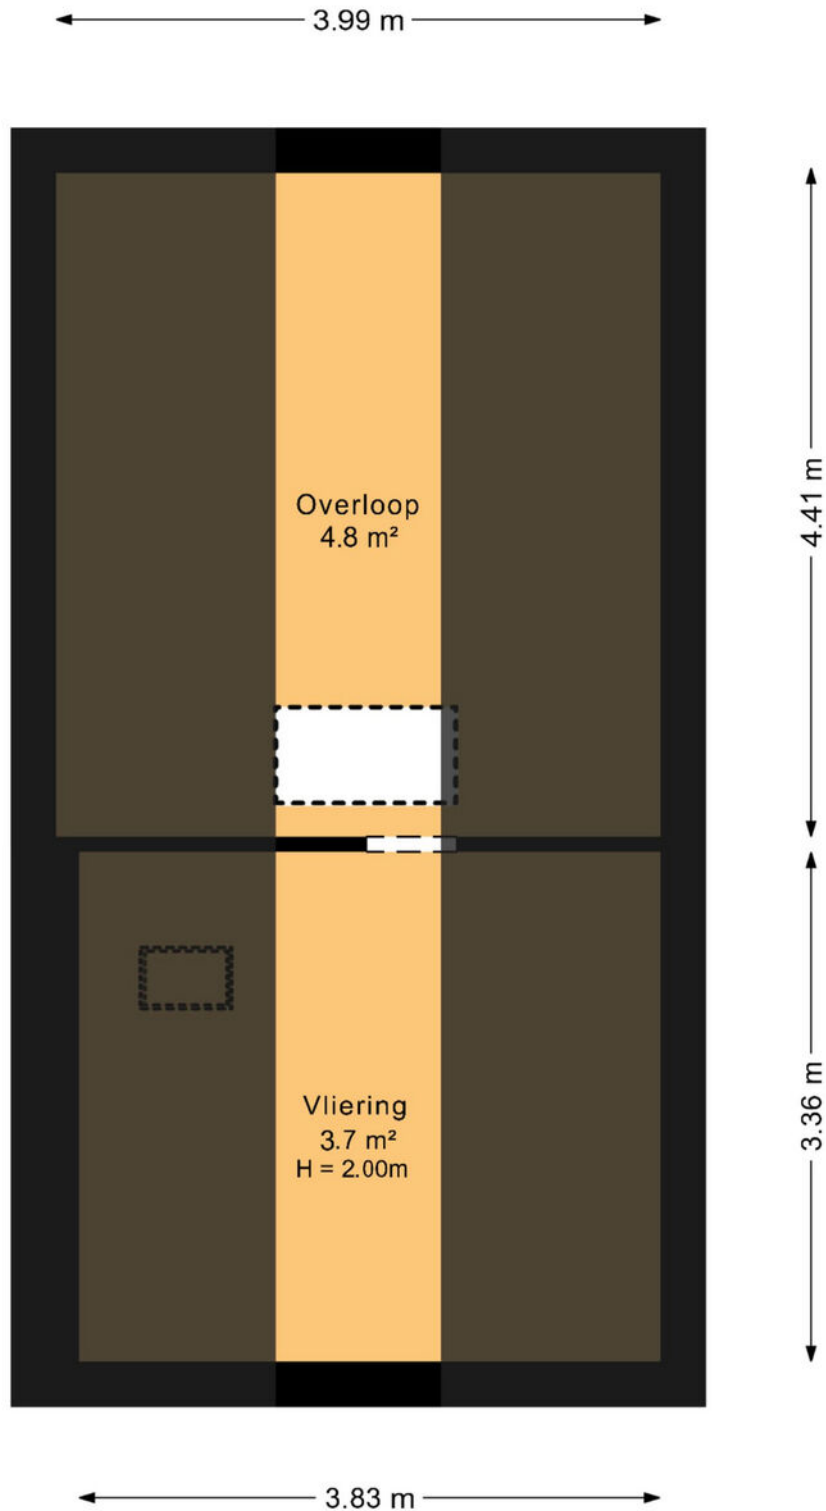 3.99 m
4.41 m
Overloop
4.8 m²
3.36 m
Vliering
3.7 m²
H = 2.00m
3.83 m